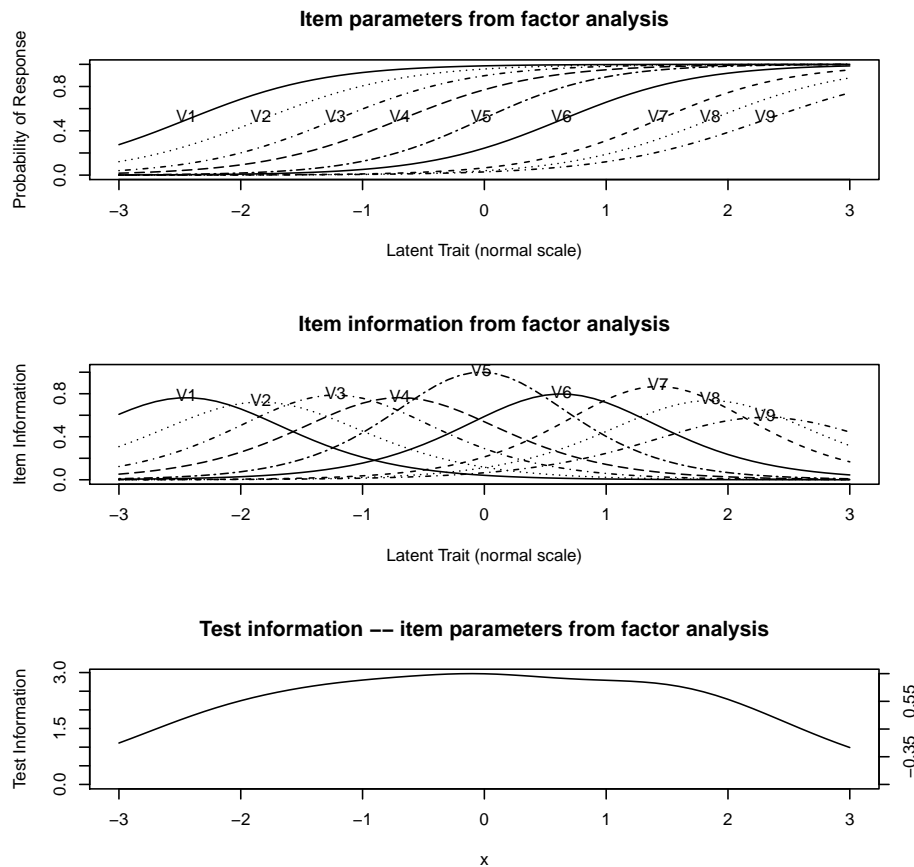 Item parameters from factor analysis
Probability of Response
0.0 0.4 0.8
V1 V2 V3 V4 V5 V6 V7 V8 V9
−3 −2 −1 0 1 2 3
Latent Trait (normal scale)
Item information from factor analysis
Item Information
0.0 0.4 0.8
V1 V2 V3 V4 V5 V6 V7 V8 V9
−3 −2 −1 0 1 2 3
Latent Trait (normal scale)
Test information −− item parameters from factor analysis
Test Information
0.0 1.5 3.0
−0.35 0.55
−3 −2 −1 0 1 2 3
x